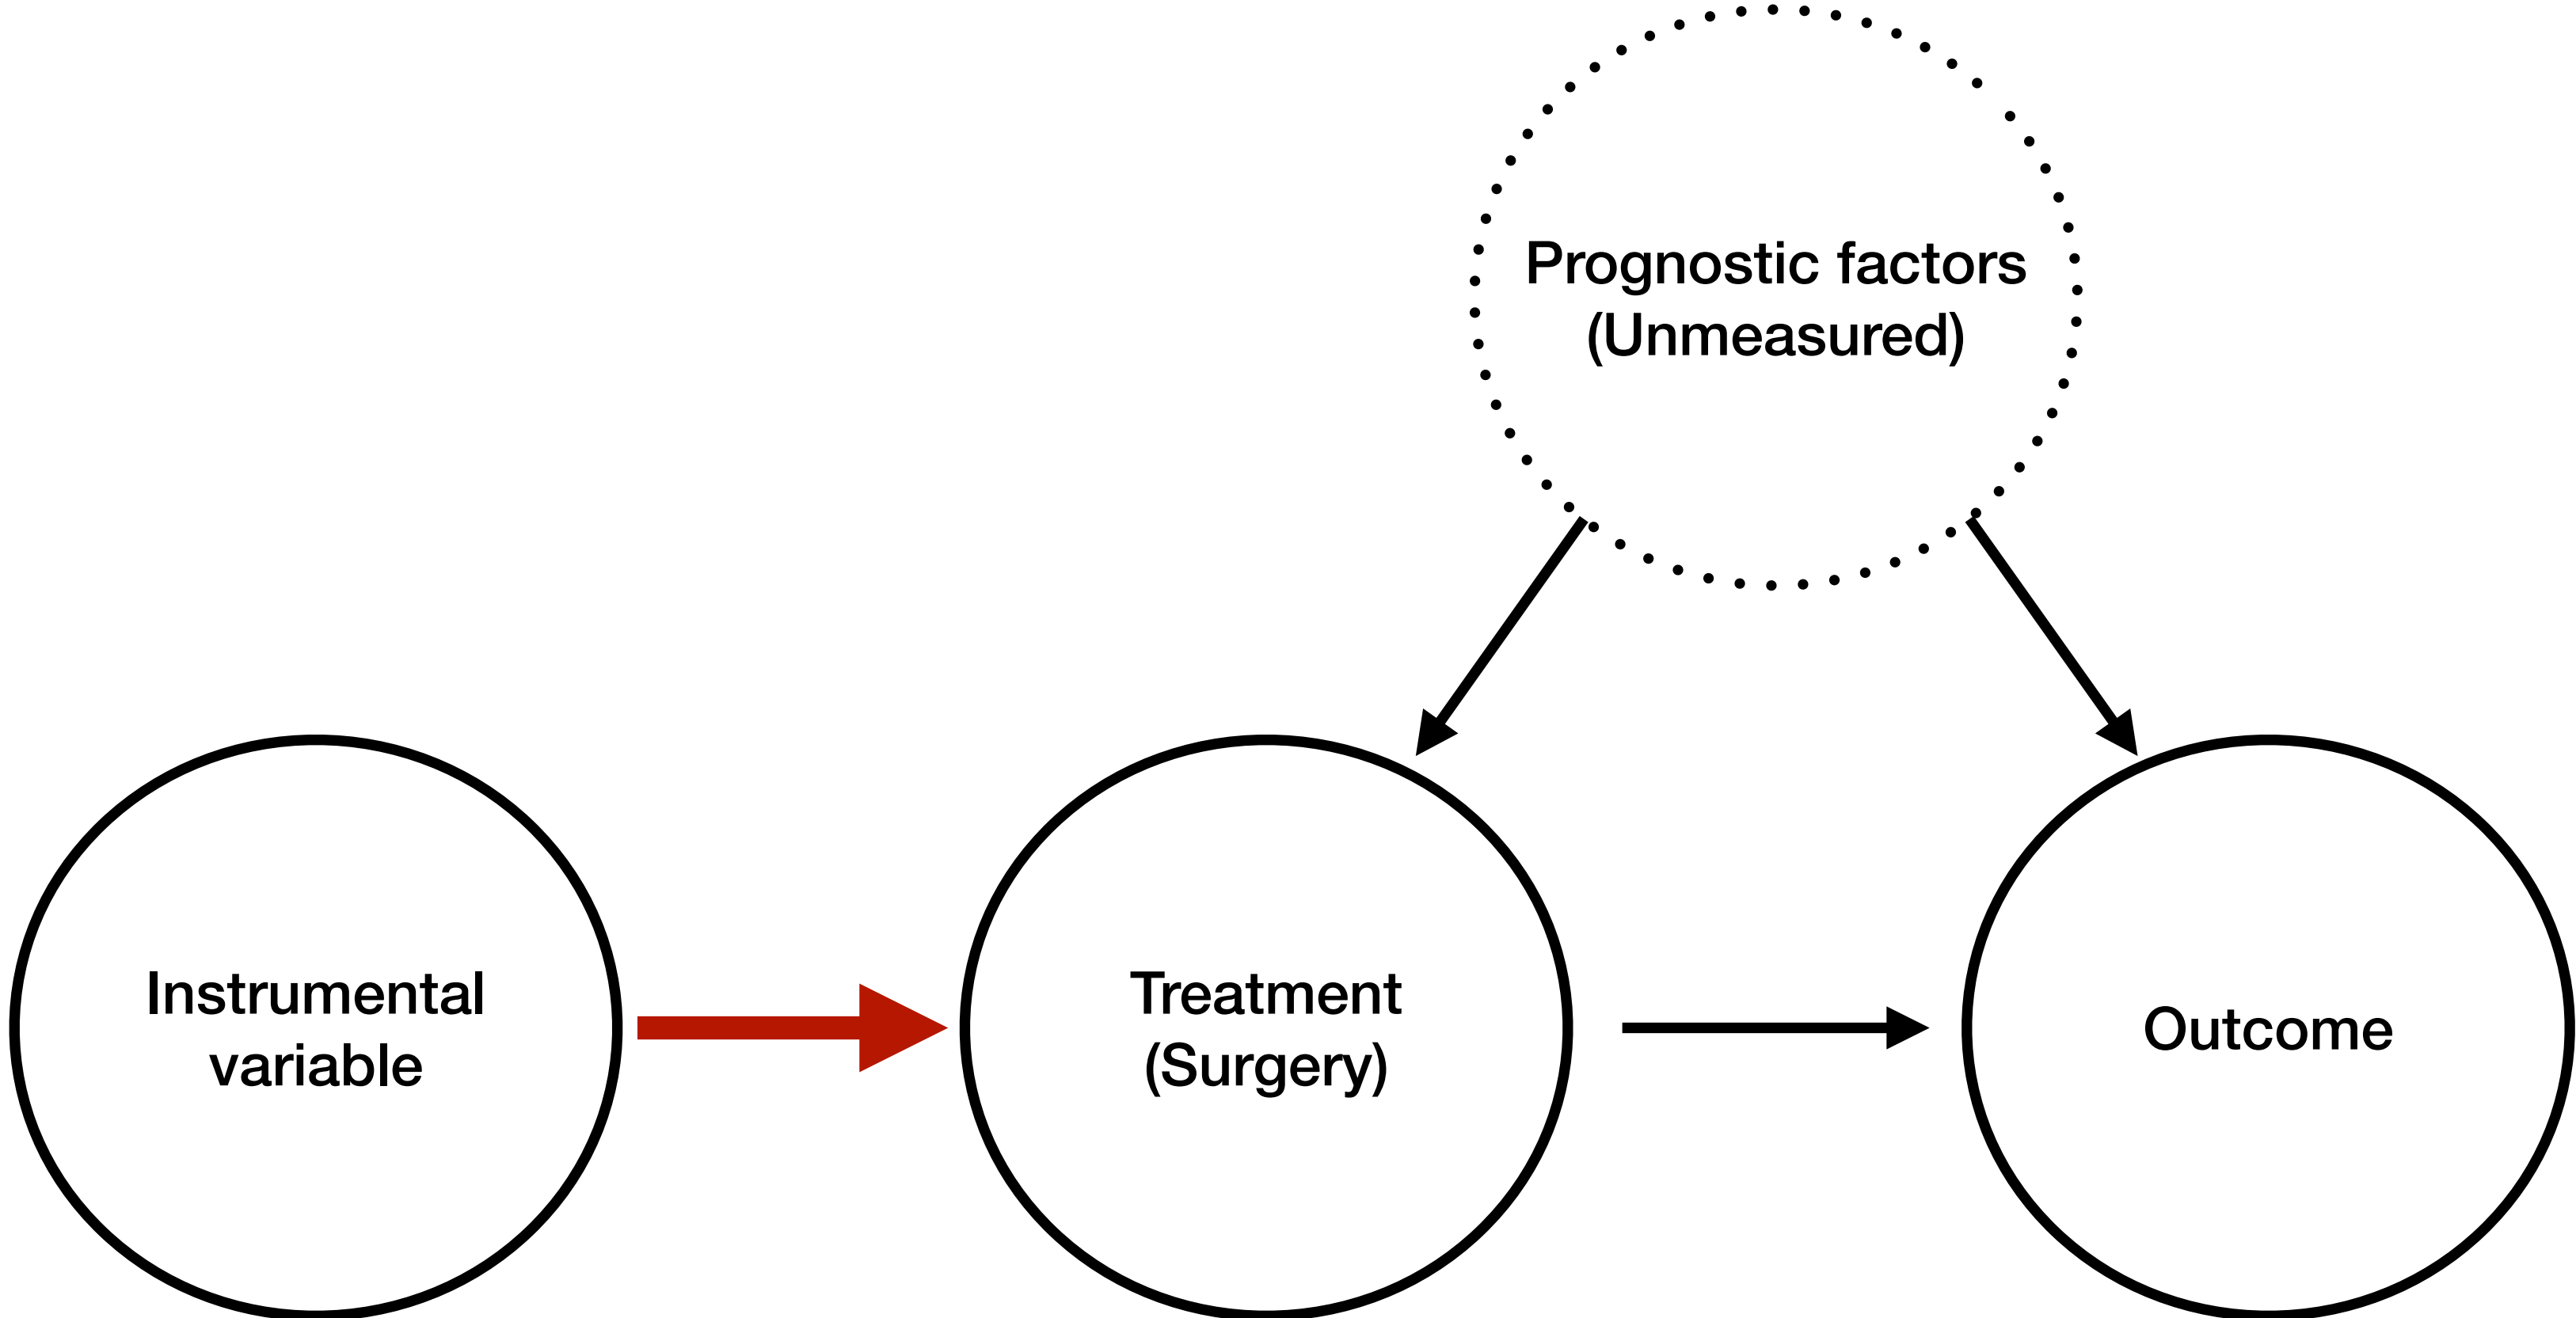 Prognostic factors
(Unmeasured)
Instrumental
variable
Treatment
(Surgery)
Outcome